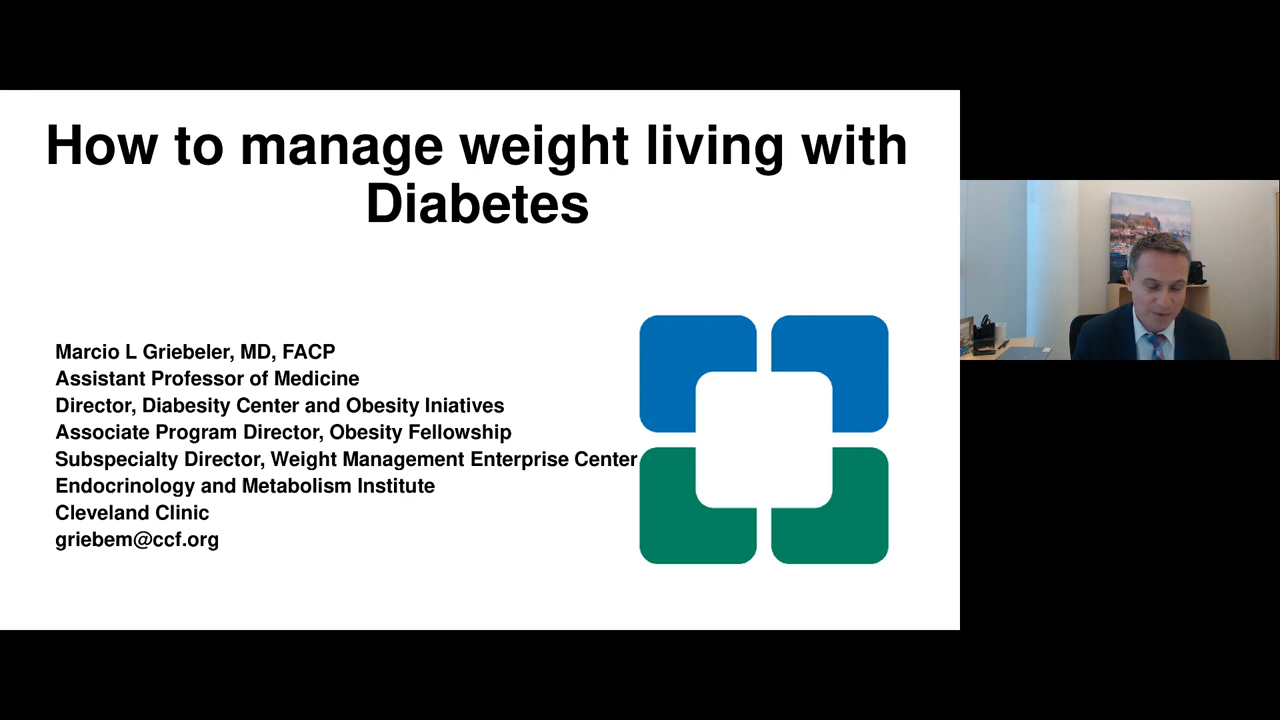 How to manage weight living with
Diabetes
Marcio L Griebeler, MD, FACP
Assistant Professor of Medicine
Director, Diabesity Center and Obesity Iniatives
Associate Program Director, Obesity Fellowship
Subspecialty Director, Weight Management Enterprise Center
Endocrinology and Metabolism Institute
Cleveland Clinic
griebem@ccf.org